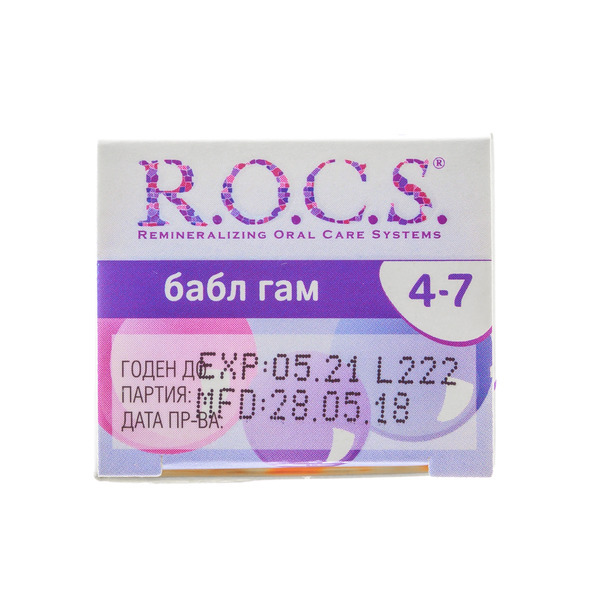 R.O.C.S.®
Remineralizing Oral Care Systems
бабл гам
4-7
ГОДЕН ДО: EXP:05.21 L222
ПАРТИЯ: MFD:28.05.18
ДАТА ПР-ВА: